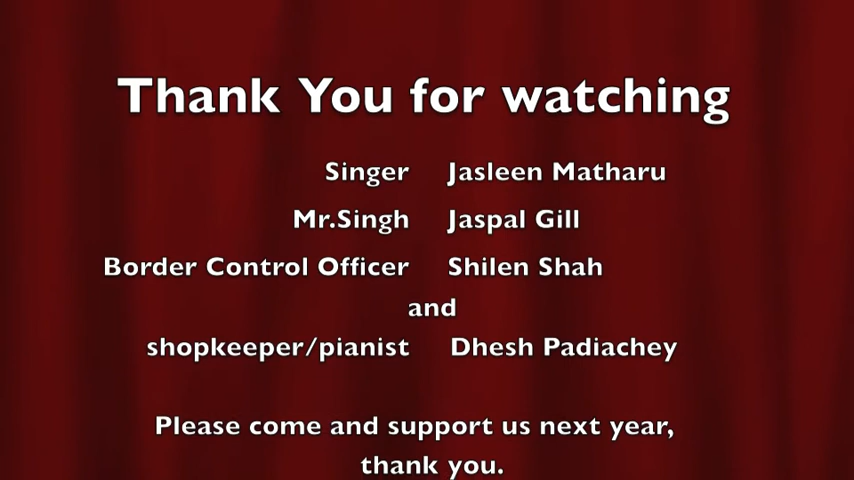 Thank You for watching
Singer Jasleen Matharu
Mr.Singh Jaspal Gill
Border Control Officer Shilen Shah
and
shopkeeper/pianist Dhesh Padiachey
Please come and support us next year,
thank you.